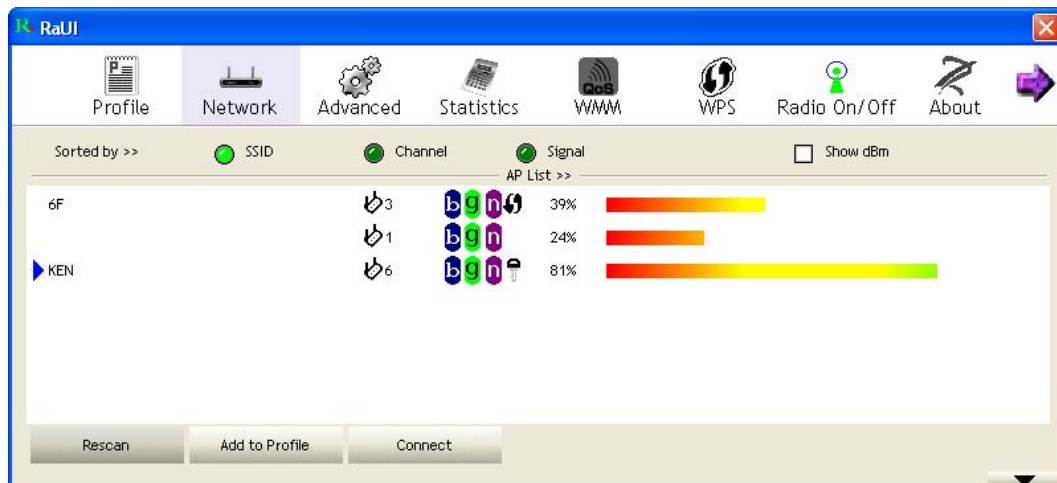 RaUI
Profile Network Advanced Statistics WMM WPS Radio On/Off About
QoS
Sorted by >> SSID Channel Signal Show dBm
AP List >>
6F 3 b g n 39%
1 b g n 24%
KEN 6 b g n 81%
Rescan Add to Profile Connect